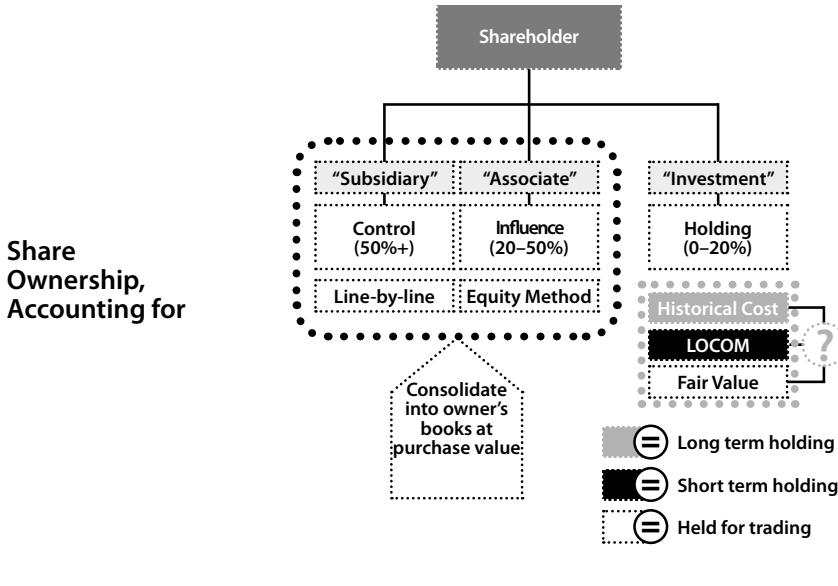 Shareholder
"Subsidiary"
"Associate"
"Investment"
Control
(50%+)
Influence
(20–50%)
Holding
(0–20%)
Share
Ownership,
Accounting for
Line-by-line
Equity Method
Historical Cost
LOCOM
?
Fair Value
Consolidate
into owner's
books at
purchase value
= Long term holding
= Short term holding
= Held for trading